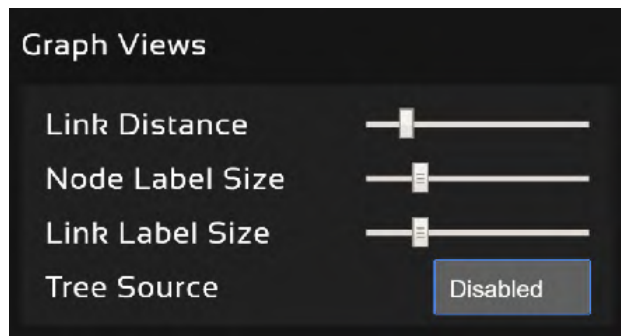 Graph Views
Link Distance
Node Label Size
Link Label Size
Tree Source
Disabled